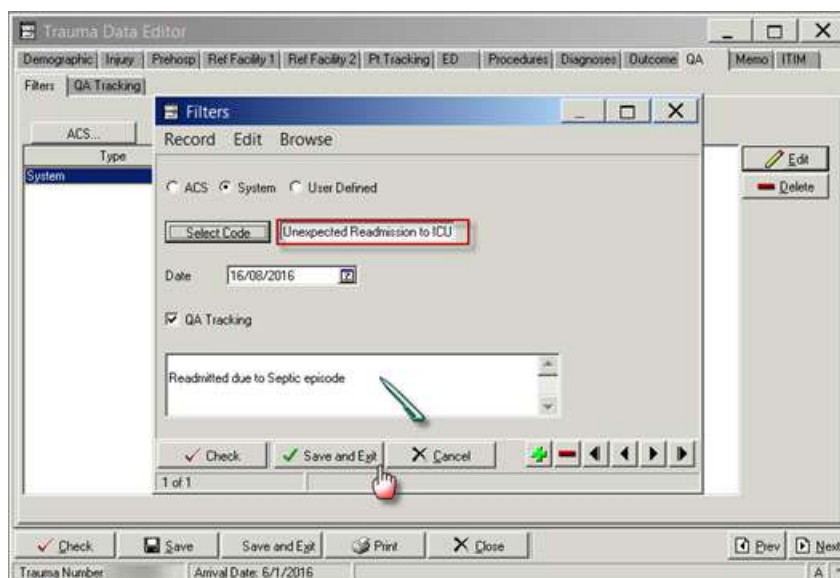 Trauma Data Editor
Demographic Injury Prehosp Ref Facility 1 Ref Facility 2 Pt Tracking ED Procedures Diagnoses Outcome QA Memo ITIM
Filters QA Tracking
ACS...
Type
System
Edit
Delete
Filters
Record Edit Browse
ACS System User Defined
Select Code Unexpected Readmission to ICU
Date 16/08/2016
QA Tracking
Readmitted due to Septic episode
Check Save and Exit Cancel
1 of 1
Check Save Save and Exit Print Close Prev Next
Trauma Number Arrival Date: 6/1/2016 A